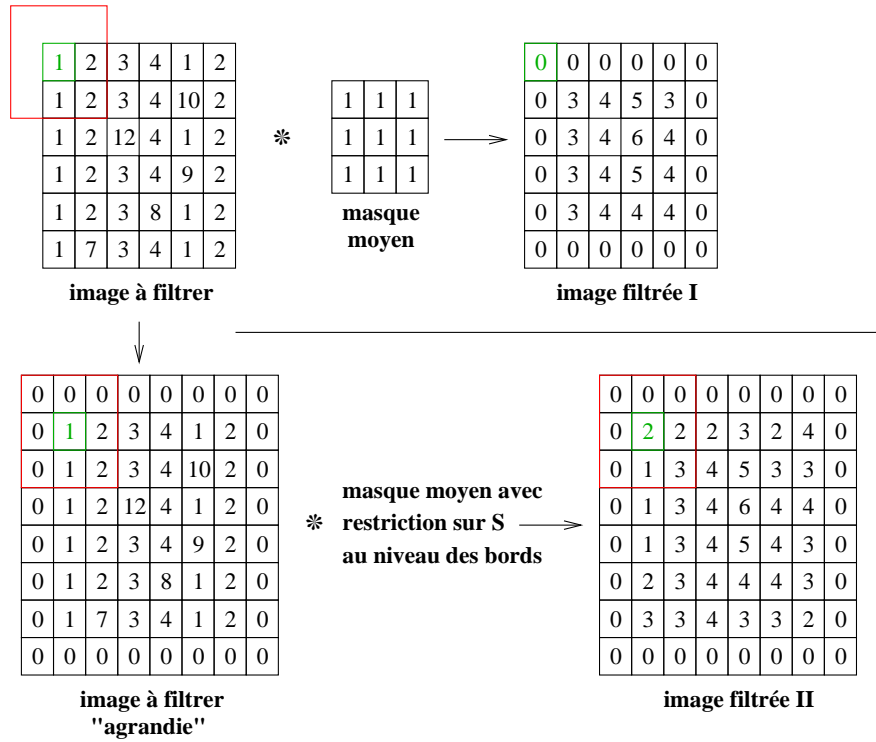 1 2 3 4 1 2
1 2 3 4 10 2
1 2 12 4 1 2
1 2 3 4 9 2
1 2 3 8 1 2
1 7 3 4 1 2
image à filtrer
*
1 1 1
1 1 1
1 1 1
masque
moyen
0 0 0 0 0 0
0 3 4 5 3 0
0 3 4 6 4 0
0 3 4 5 4 0
0 3 4 4 4 0
0 0 0 0 0 0
image filtrée I
0 0 0 0 0 0 0 0
0 1 2 3 4 1 2 0
0 1 2 3 4 10 2 0
0 1 2 12 4 1 2 0
0 1 2 3 4 9 2 0
0 1 2 3 8 1 2 0
0 1 7 3 4 1 2 0
0 0 0 0 0 0 0 0
image à filtrer
"agrandie"
*
masque moyen avec
restriction sur S
au niveau des bords
0 0 0 0 0 0 0 0
0 2 2 2 3 2 4 0
0 1 3 4 5 3 3 0
0 1 3 4 6 4 4 0
0 1 3 4 5 4 3 0
0 2 3 4 4 4 3 0
0 3 3 4 3 3 2 0
0 0 0 0 0 0 0 0
image filtrée II